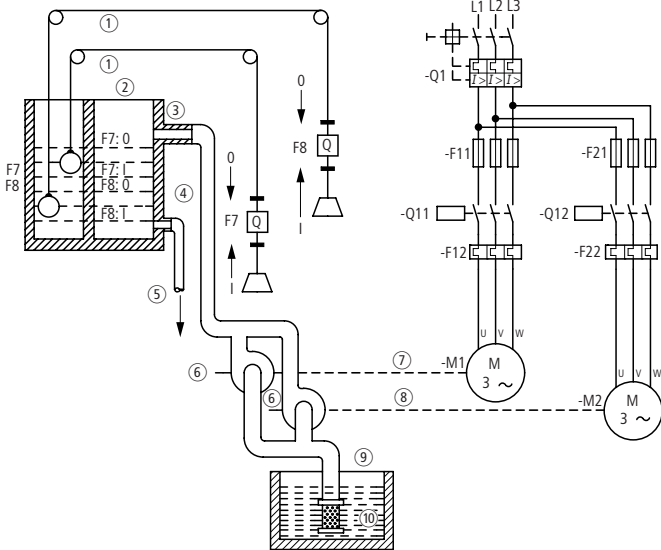 L1 L2 L3
-Q1
I> I> I>
1
1
2
3
0
F8
Q
I
0
F7
Q
I
F7
F8
F7: 0
F7: I
F8: 0
F8: I
4
5
-F11
-F21
-Q11
-Q12
-F12
-F22
U V W
-M1
M
3 ~
U V W
-M2
M
3 ~
6
7
6
8
9
10